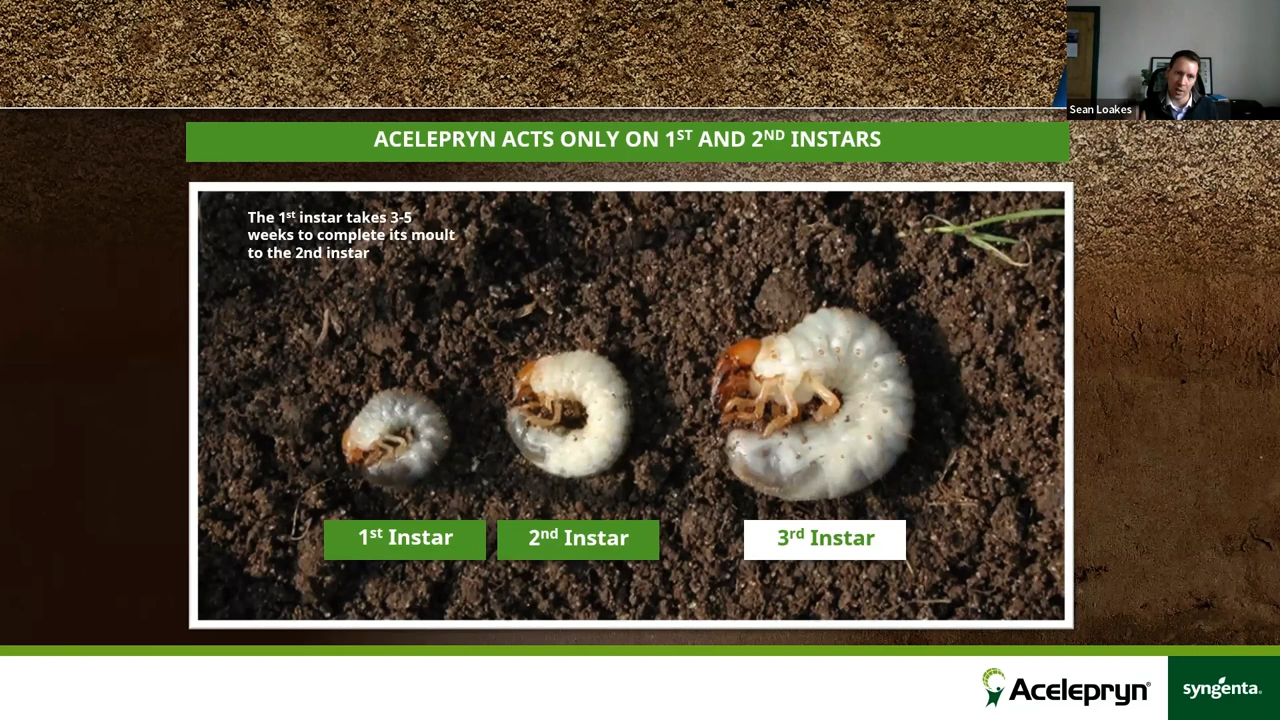 Sean Loakes
ACELEPRYN ACTS ONLY ON 1ST AND 2ND INSTARS
The 1st instar takes 3-5
weeks to complete its moult
to the 2nd instar
1st Instar
2nd Instar
3rd Instar
Acelepryn®
syngenta®